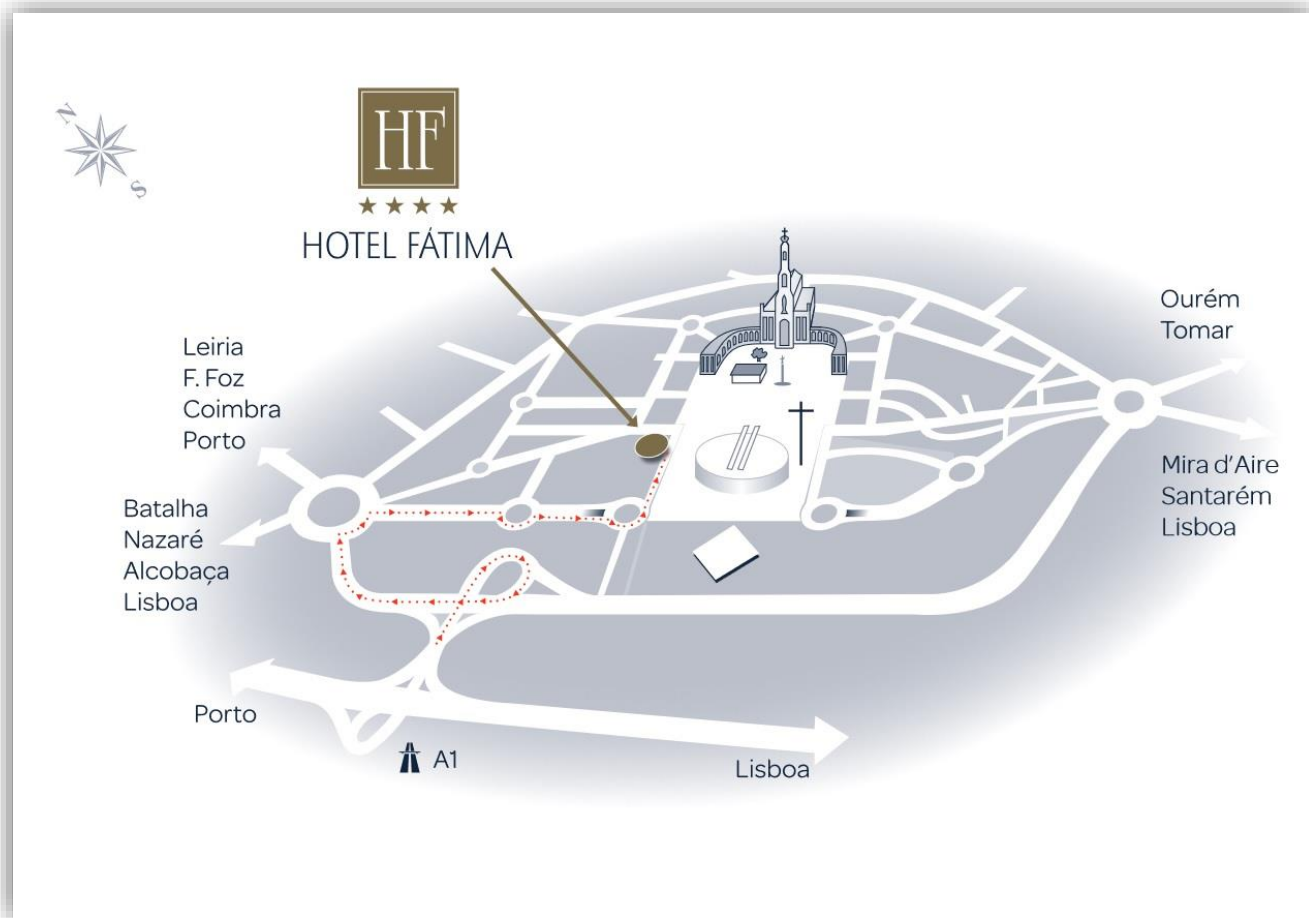 N
S
HF
HOTEL FÁTIMA
Leiria
F. Foz
Coimbra
Porto
Batalha
Nazaré
Alcobaça
Lisboa
Ourém
Tomar
Mira d'Aire
Santarém
Lisboa
Porto
A1
Lisboa